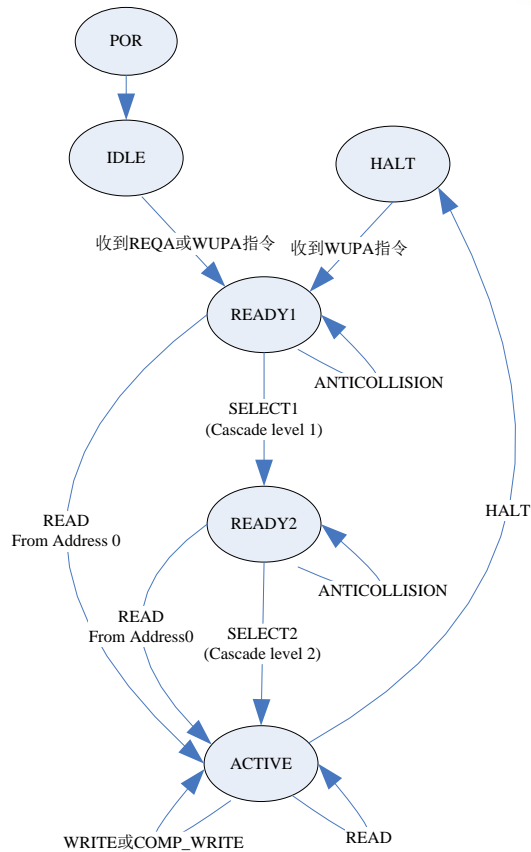 POR
IDLE
HALT
收到REQA或WUPA指令
收到WUPA指令
READY1
ANTICOLLISION
SELECT1
(Cascade level 1)
READ
From Address 0
READY2
HALT
ANTICOLLISION
READ
From Address0
SELECT2
(Cascade level 2)
ACTIVE
WRITE或COMP_WRITE
READ